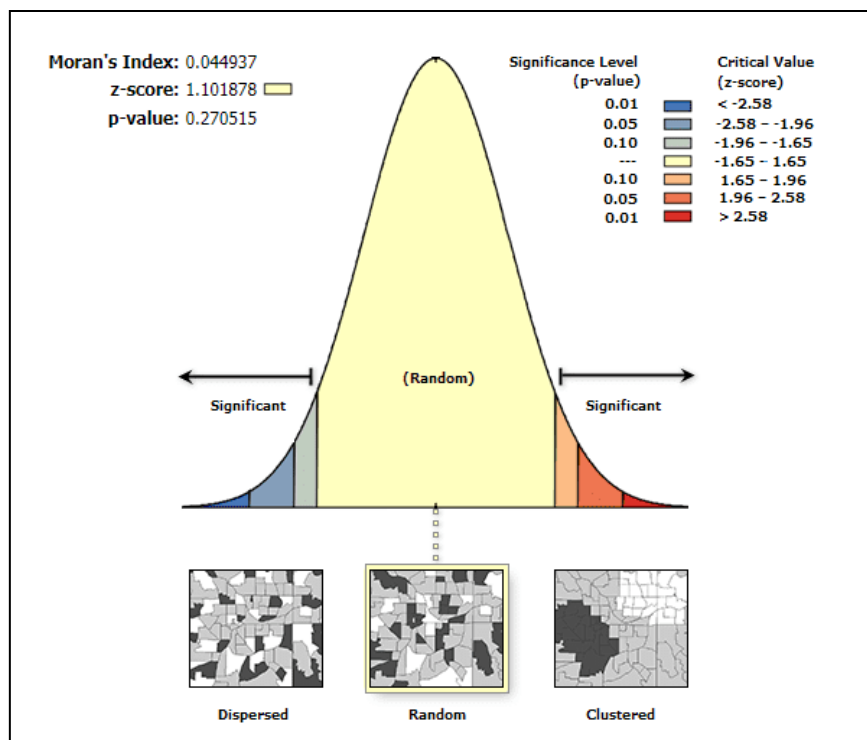 Moran's Index: 0.044937
z-score: 1.101878
p-value: 0.270515
Significance Level
(p-value)
Critical Value
(z-score)
0.01 < -2.58
0.05 -2.58 – -1.96
0.10 -1.96 – -1.65
--- -1.65 – 1.65
0.10 1.65 – 1.96
0.05 1.96 – 2.58
0.01 > 2.58
(Random)
Significant
Significant
Dispersed
Random
Clustered